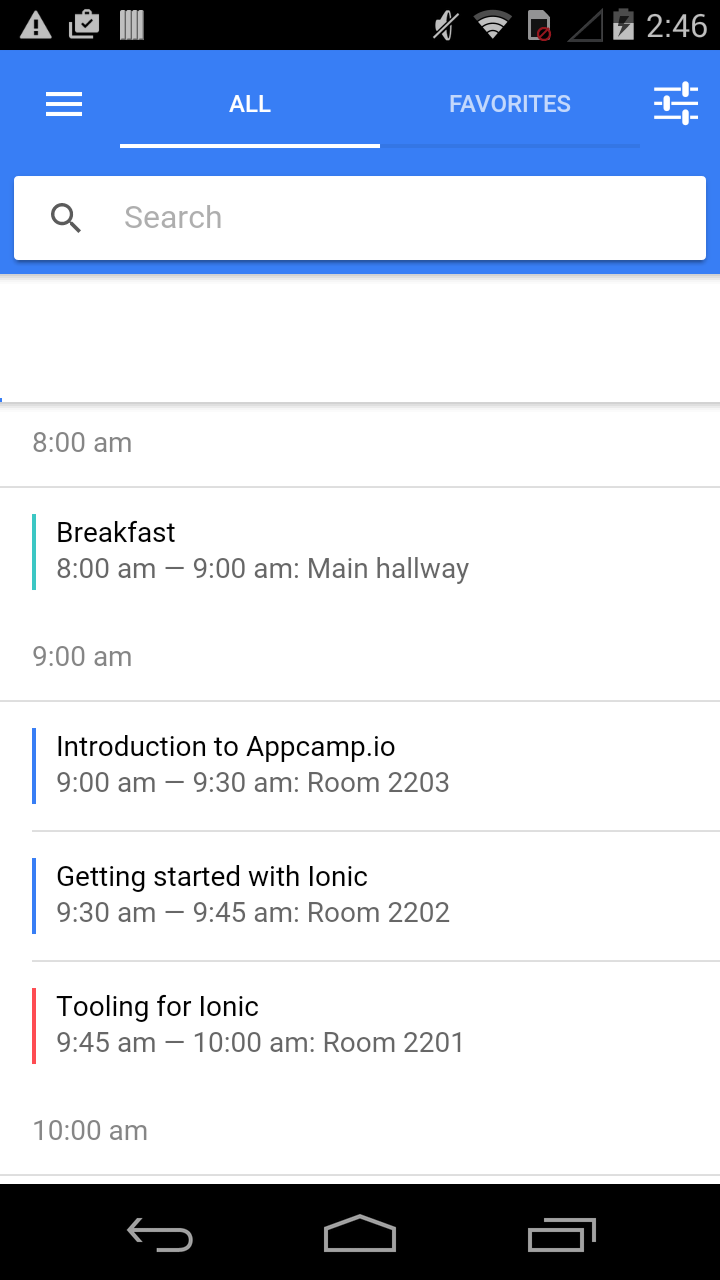 2:46
ALL
FAVORITES
Search
8:00 am
Breakfast
8:00 am — 9:00 am: Main hallway
9:00 am
Introduction to Appcamp.io
9:00 am — 9:30 am: Room 2203
Getting started with Ionic
9:30 am — 9:45 am: Room 2202
Tooling for Ionic
9:45 am — 10:00 am: Room 2201
10:00 am